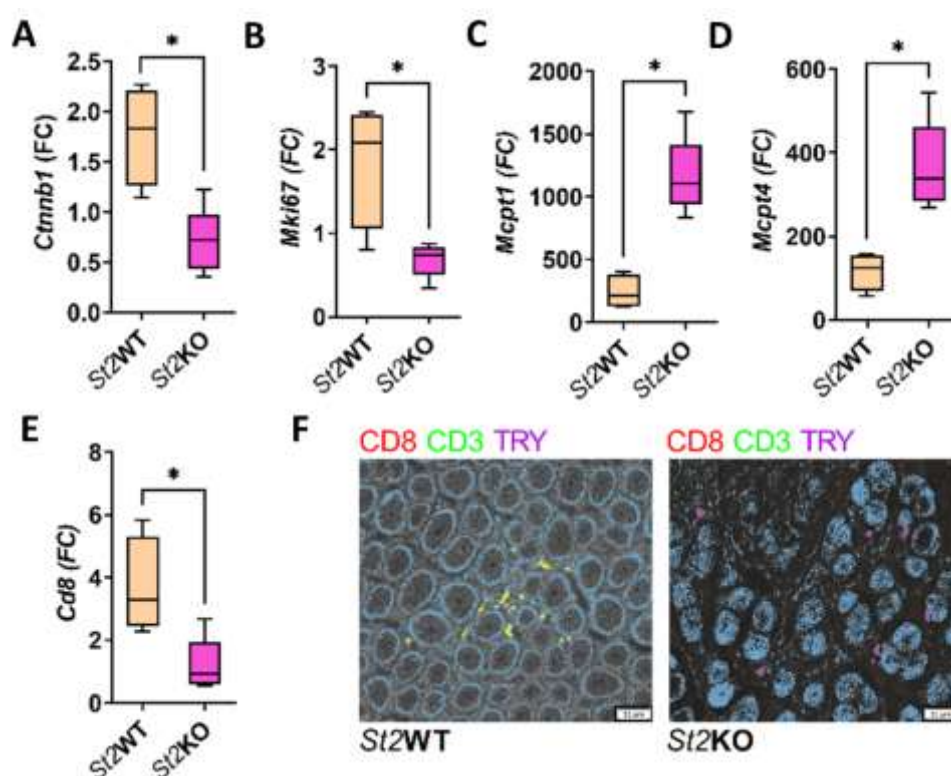 A
*
Ctnnb1 (FC)
2.5
2.0
1.5
1.0
0.5
0.0
St2WT
St2KO
B
*
Mki67 (FC)
3
2
1
0
St2WT
St2KO
C
*
Mcpt1 (FC)
2000
1500
1000
500
0
St2WT
St2KO
D
*
Mcpt4 (FC)
600
400
200
0
St2WT
St2KO
E
*
Cd8 (FC)
8
6
4
2
0
St2WT
St2KO
F
CD8 CD3 TRY
CD8 CD3 TRY
St2WT
St2KO